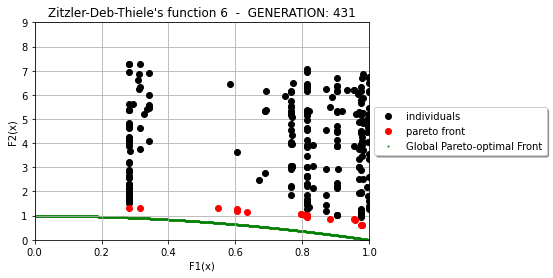 Zitzler-Deb-Thiele's function 6 - GENERATION: 431
F2(x)
9
8
7
6
5
4
3
2
1
0
0.0 0.2 0.4 0.6 0.8 1.0
F1(x)
individuals
pareto front
Global Pareto-optimal Front